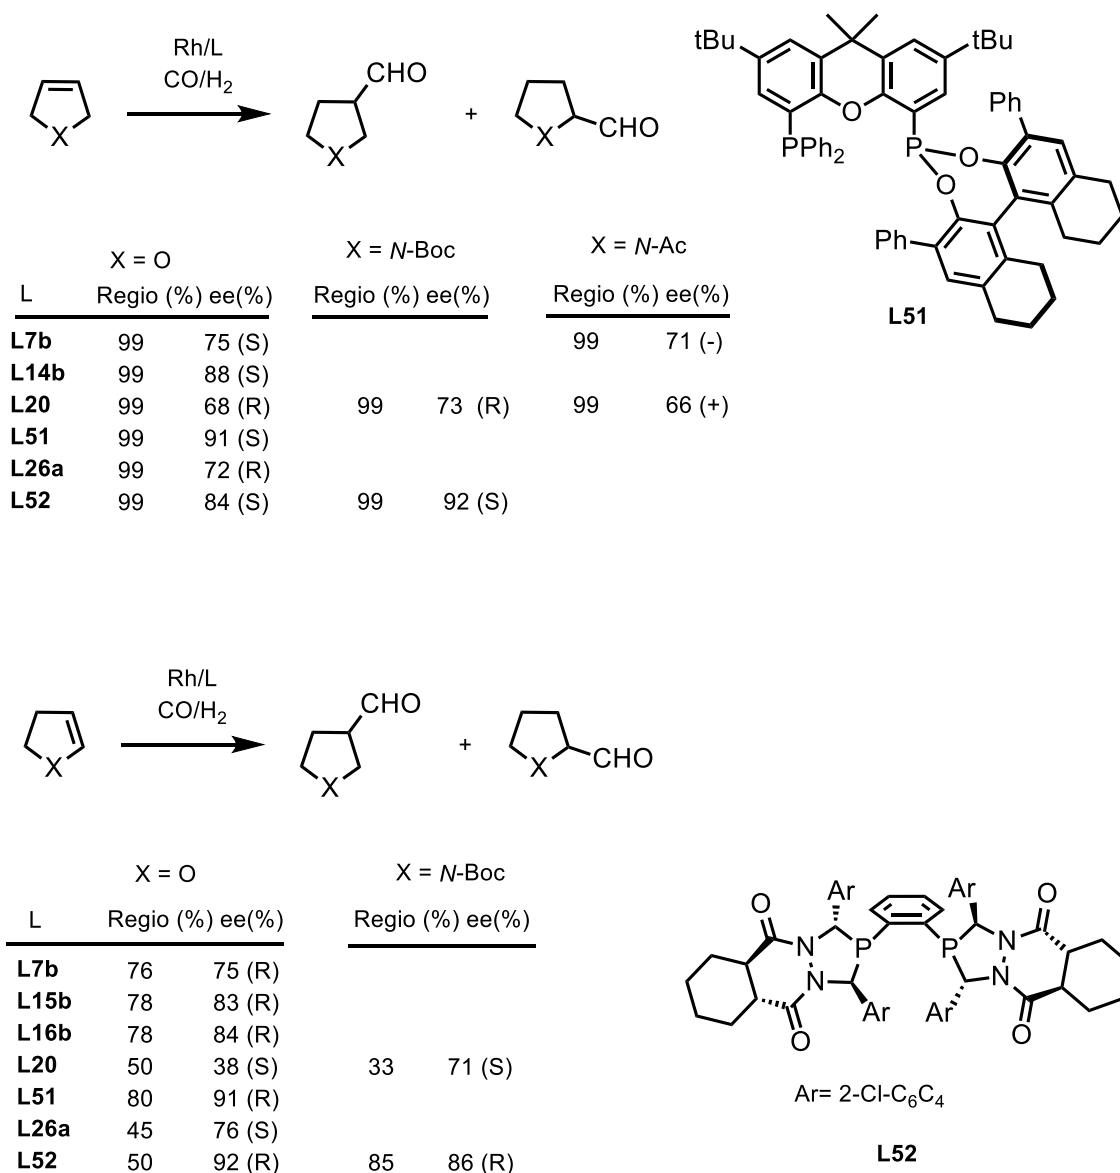 Rh/L
CO/H2
X
CHO
X
+
X
CHO
tBu
tBu
O
PPh2
P
O
O
Ph
Ph
L51
X = O
X = N-Boc
X = N-Ac
L Regio (%) ee(%) Regio (%) ee(%) Regio (%) ee(%)
L7b 99 75 (S) 99 71 (-)
L14b 99 88 (S)
L20 99 68 (R) 99 73 (R) 99 66 (+)
L51 99 91 (S)
L26a 99 72 (R)
L52 99 84 (S) 99 92 (S)
Rh/L
CO/H2
X
CHO
X
+
X
CHO
X = O X = N-Boc
L Regio (%) ee(%) Regio (%) ee(%)
L7b 76 75 (R)
L15b 78 83 (R)
L16b 78 84 (R)
L20 50 38 (S) 33 71 (S)
L51 80 91 (R)
L26a 45 76 (S)
L52 50 92 (R) 85 86 (R)
Ar Ar
O O
N P P N
N N
Ar Ar
O O
Ar= 2-Cl-C6C4
L52